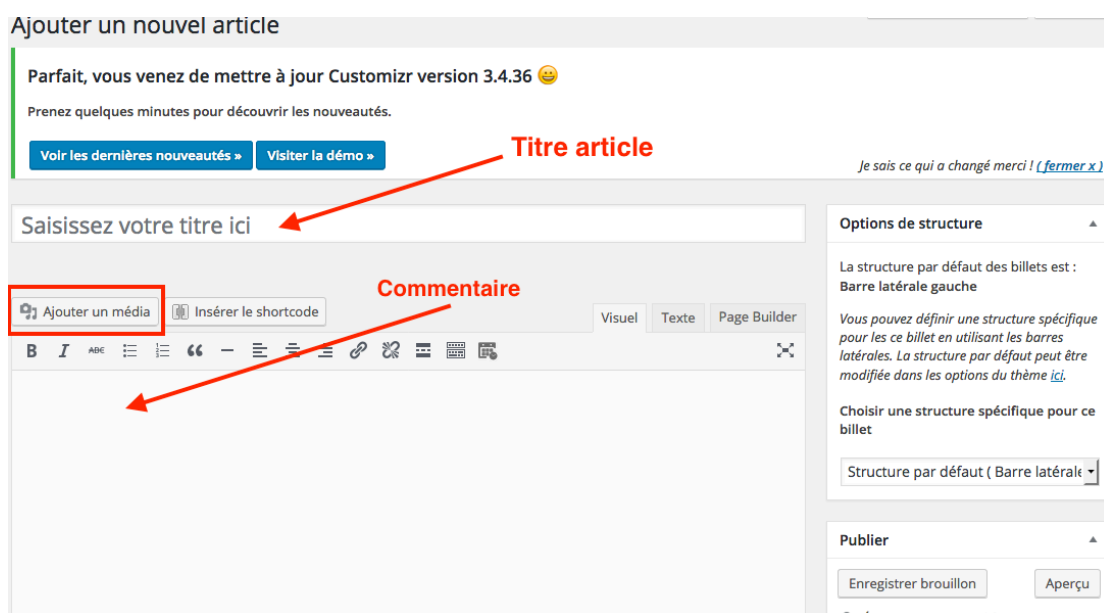 Ajouter un nouvel article
Parfait, vous venez de mettre à jour Customizr version 3.4.36 😀
Prenez quelques minutes pour découvrir les nouveautés.
Voir les dernières nouveautés »
Visiter la démo »
Titre article
Je sais ce qui a changé merci ! ( fermer x )
Saisissez votre titre ici
Commentaire
Ajouter un média
Insérer le shortcode
Visuel
Texte
Page Builder
B I ABC
Options de structure
La structure par défaut des billets est :
Barre latérale gauche
Vous pouvez définir une structure spécifique
pour les ce billet en utilisant les barres
latérales. La structure par défaut peut être
modifiée dans les options du thème ici.
Choisir une structure spécifique pour ce
billet
Structure par défaut ( Barre latérale
Publier
Enregistrer brouillon
Aperçu